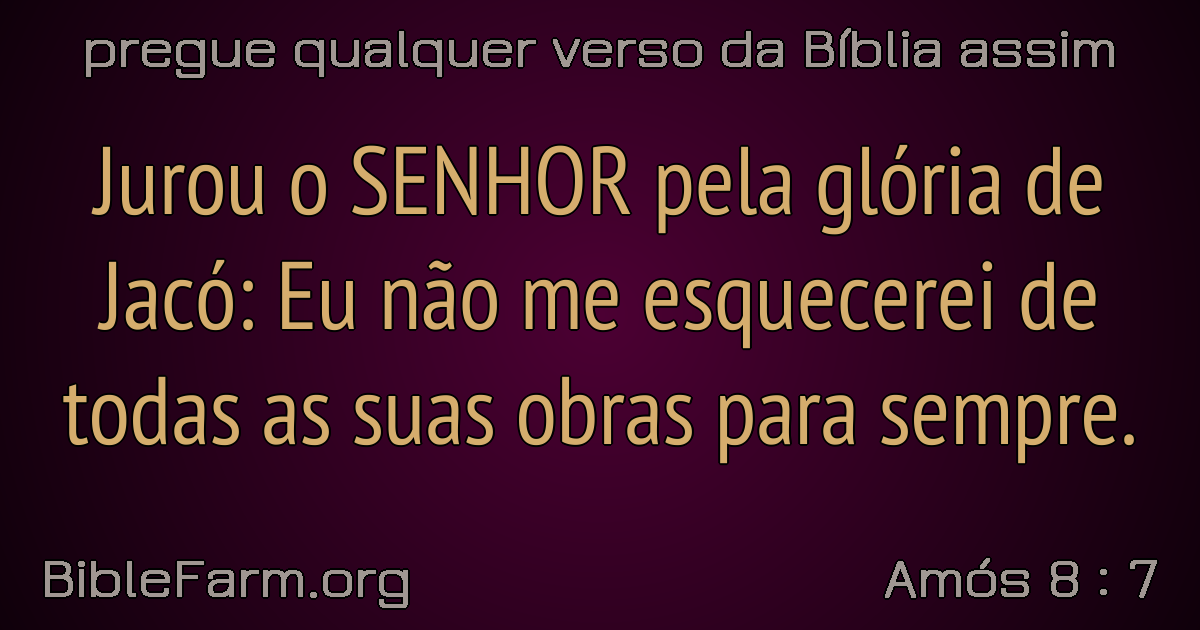 pregue qualquer verso da Bíblia assim
Jurou o SENHOR pela glória de
Jacó: Eu não me esquecerei de
todas as suas obras para sempre.
BibleFarm.org
Amós 8 : 7